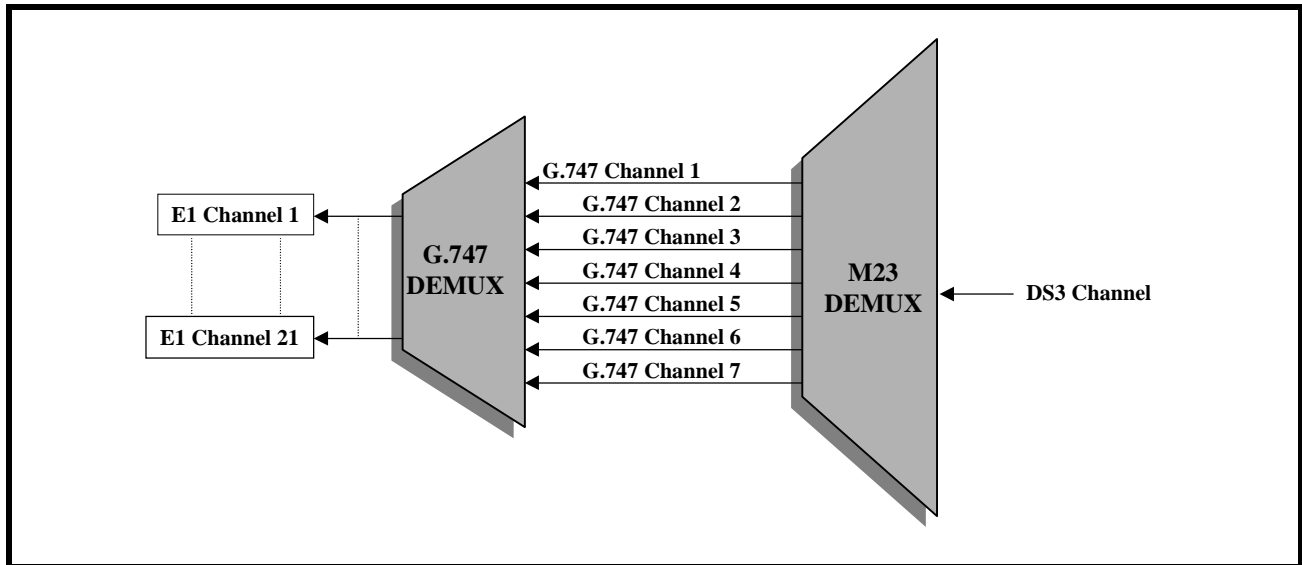 G.747 Channel 1
E1 Channel 1
G.747 Channel 2
G.747 Channel 3
G.747
DEMUX
G.747 Channel 4
M23
DEMUX
DS3 Channel
G.747 Channel 5
E1 Channel 21
G.747 Channel 6
G.747 Channel 7